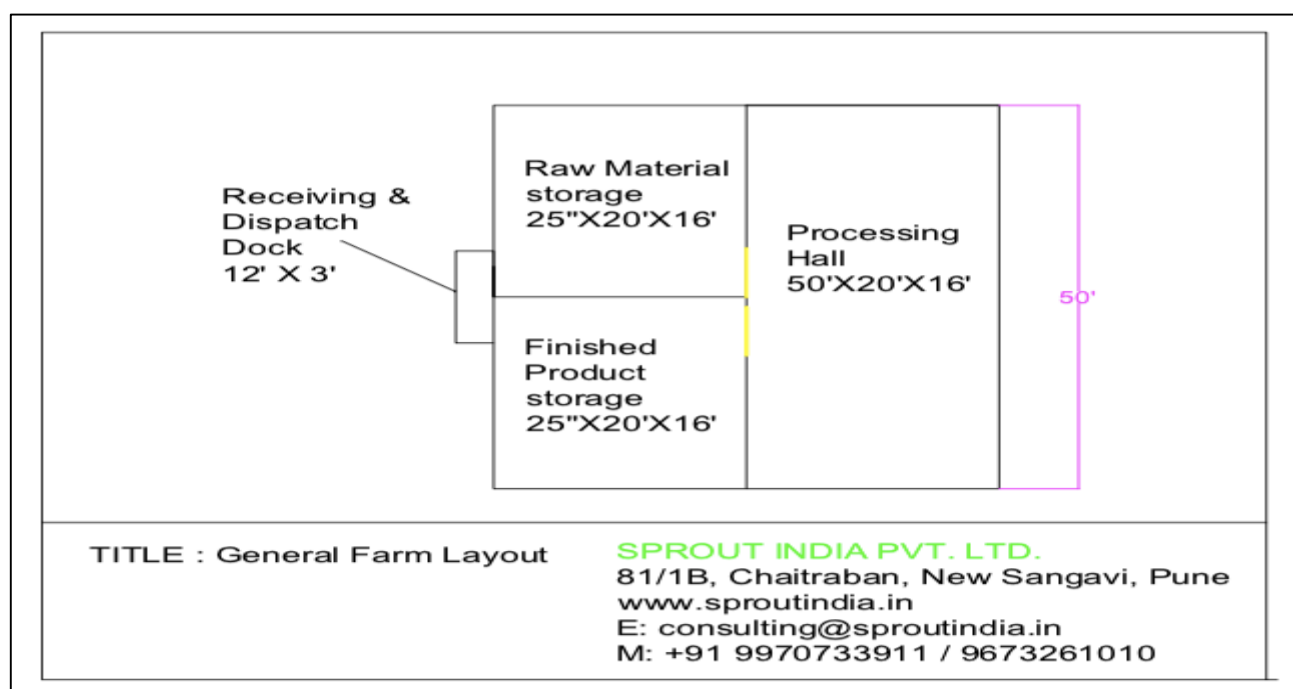 Receiving &
Dispatch
Dock
12' X 3'
Raw Material
storage
25"X20'X16'
Processing
Hall
50'X20'X16'
50'
Finished
Product
storage
25"X20'X16'
TITLE : General Farm Layout
SPROUT INDIA PVT. LTD.
81/1B, Chaitraban, New Sangavi, Pune
www.sproutindia.in
E: consulting@sproutindia.in
M: +91 9970733911 / 9673261010